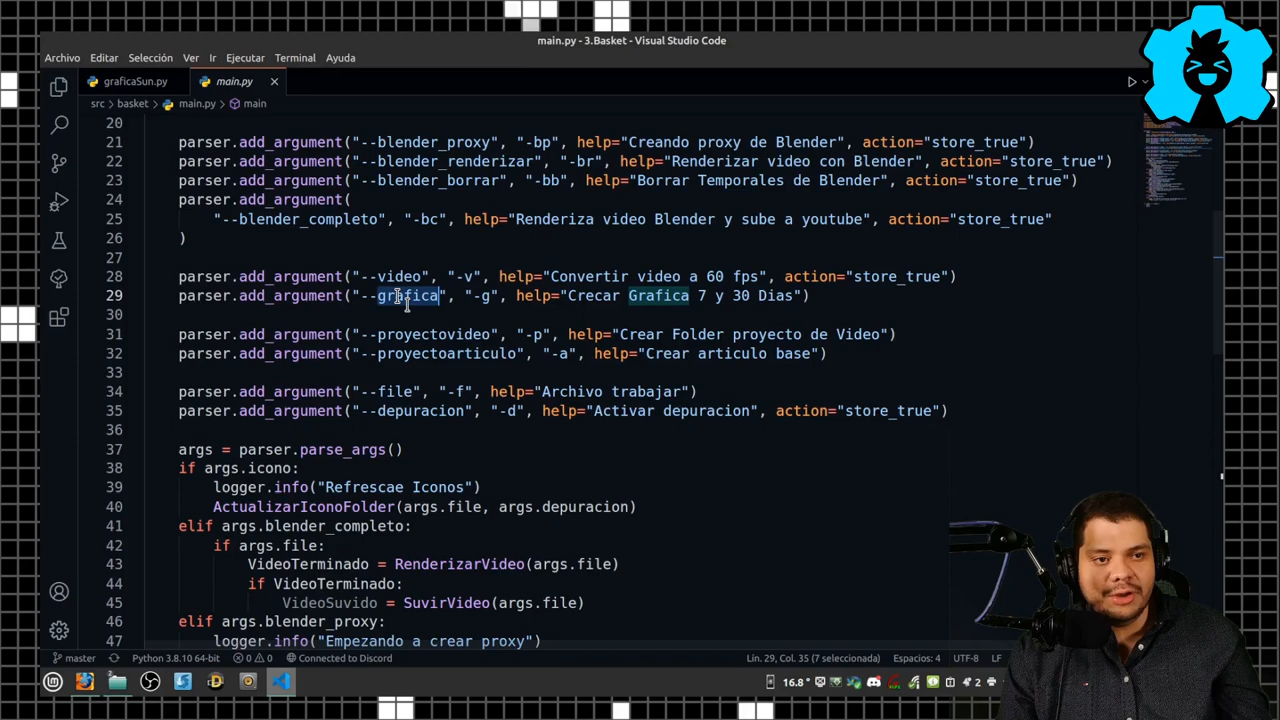 main.py - 3.Basket - Visual Studio Code
Archivo Editar Selección Ver Ir Ejecutar Terminal Ayuda
graficaSun.py main.py
src basket main.py main
20
21 parser.add_argument("--blender_proxy", "-bp", help="Creando proxy de Blender", action="store_true")
22 parser.add_argument("--blender_renderizar", "-br", help="Renderizar video con Blender", action="store_true")
23 parser.add_argument("--blender_borrar", "-bb", help="Borrar Temporales de Blender", action="store_true")
24 parser.add_argument(
25 "--blender_completo", "-bc", help="Renderiza video Blender y sube a youtube", action="store_true"
26 )
27
28 parser.add_argument("--video", "-v", help="Convertir video a 60 fps", action="store_true")
29 parser.add_argument("--grafica", "-g", help="Crecar Grafica 7 y 30 Dias")
30
31 parser.add_argument("--proyectovideo", "-p", help="Crear Folder proyecto de Video")
32 parser.add_argument("--proyectoarticulo", "-a", help="Crear articulo base")
33
34 parser.add_argument("--file", "-f", help="Archivo trabajar")
35 parser.add_argument("--depuracion", "-d", help="Activar depuracion", action="store_true")
36
37 args = parser.parse_args()
38 if args.icono:
39 logger.info("Refrescae Iconos")
40 ActualizarIconoFolder(args.file, args.depuracion)
41 elif args.blender_completo:
42 if args.file:
43 VideoTerminado = RenderizarVideo(args.file)
44 if VideoTerminado:
45 VideoSuvido = SuvirVideo(args.file)
46 elif args.blender_proxy:
47 logger.info("Empezando a crear proxy")
master Python 3.8.10 64-bit 0 0 Connected to Discord Lín. 29, Col. 35 (7 seleccionada) Espacios: 4 UTF-8 LF
16.8° 2